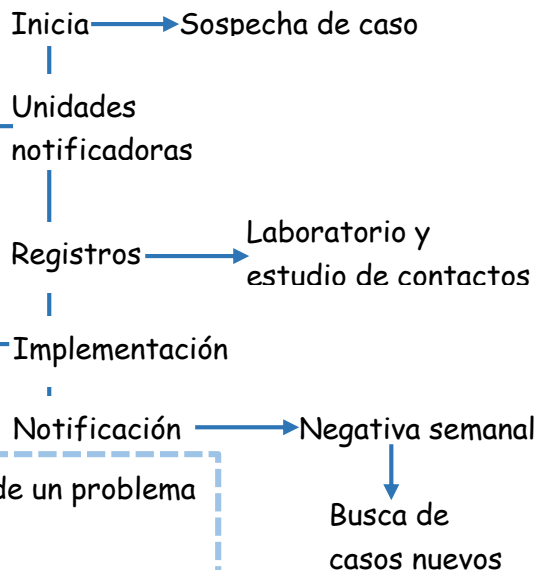 Inicia
Sospecha de caso
Unidades
notificadoras
Registros
Laboratorio y
estudio de contactos
Implementación
Notificación
Negativa semanal
de un problema
Busca de
casos nuevos